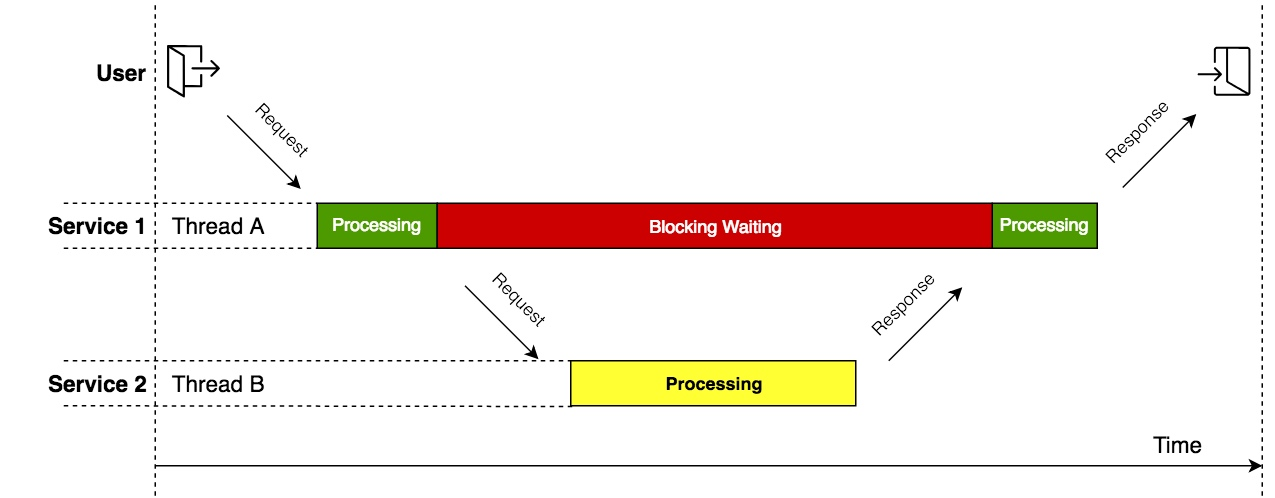 User
Request
Response
Service 1 Thread A Processing Blocking Waiting Processing
Request
Response
Service 2 Thread B Processing
Time